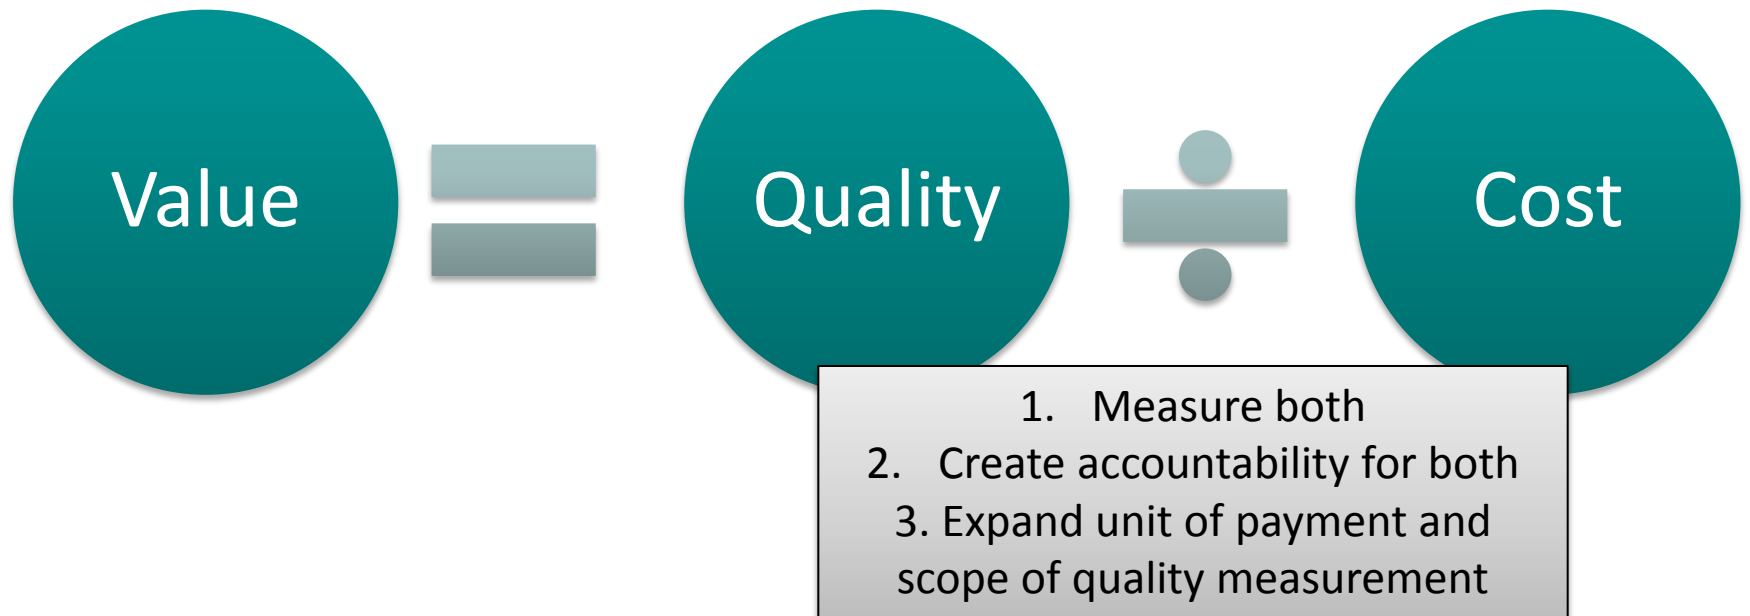 Value
Quality
Cost
1. Measure both
2. Create accountability for both
3. Expand unit of payment and
scope of quality measurement